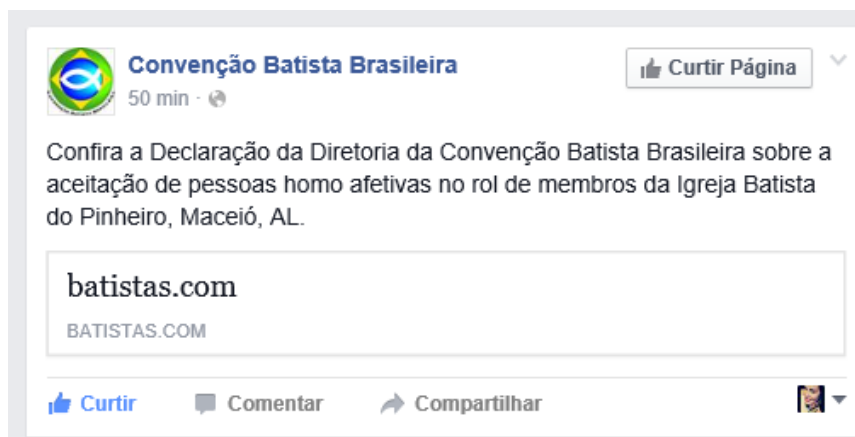 Convenção Batista Brasileira
Curtir Página
50 min ·
Confira a Declaração da Diretoria da Convenção Batista Brasileira sobre a
aceitação de pessoas homo afetivas no rol de membros da Igreja Batista
do Pinheiro, Maceió, AL.
batistas.com
BATISTAS.COM
Curtir Comentar Compartilhar